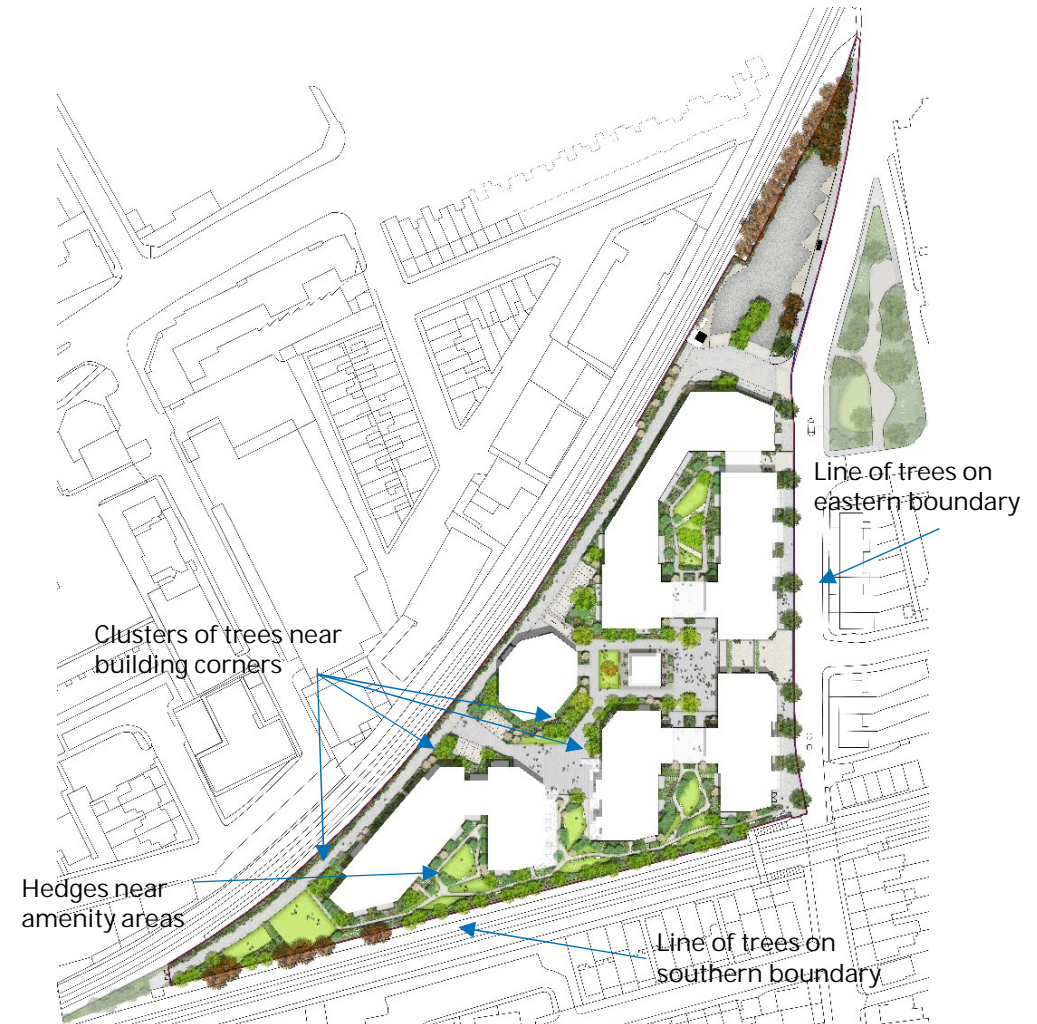 Line of trees on
eastern boundary
Clusters of trees near
building corners
Hedges near
amenity areas
Line of trees on
southern boundary